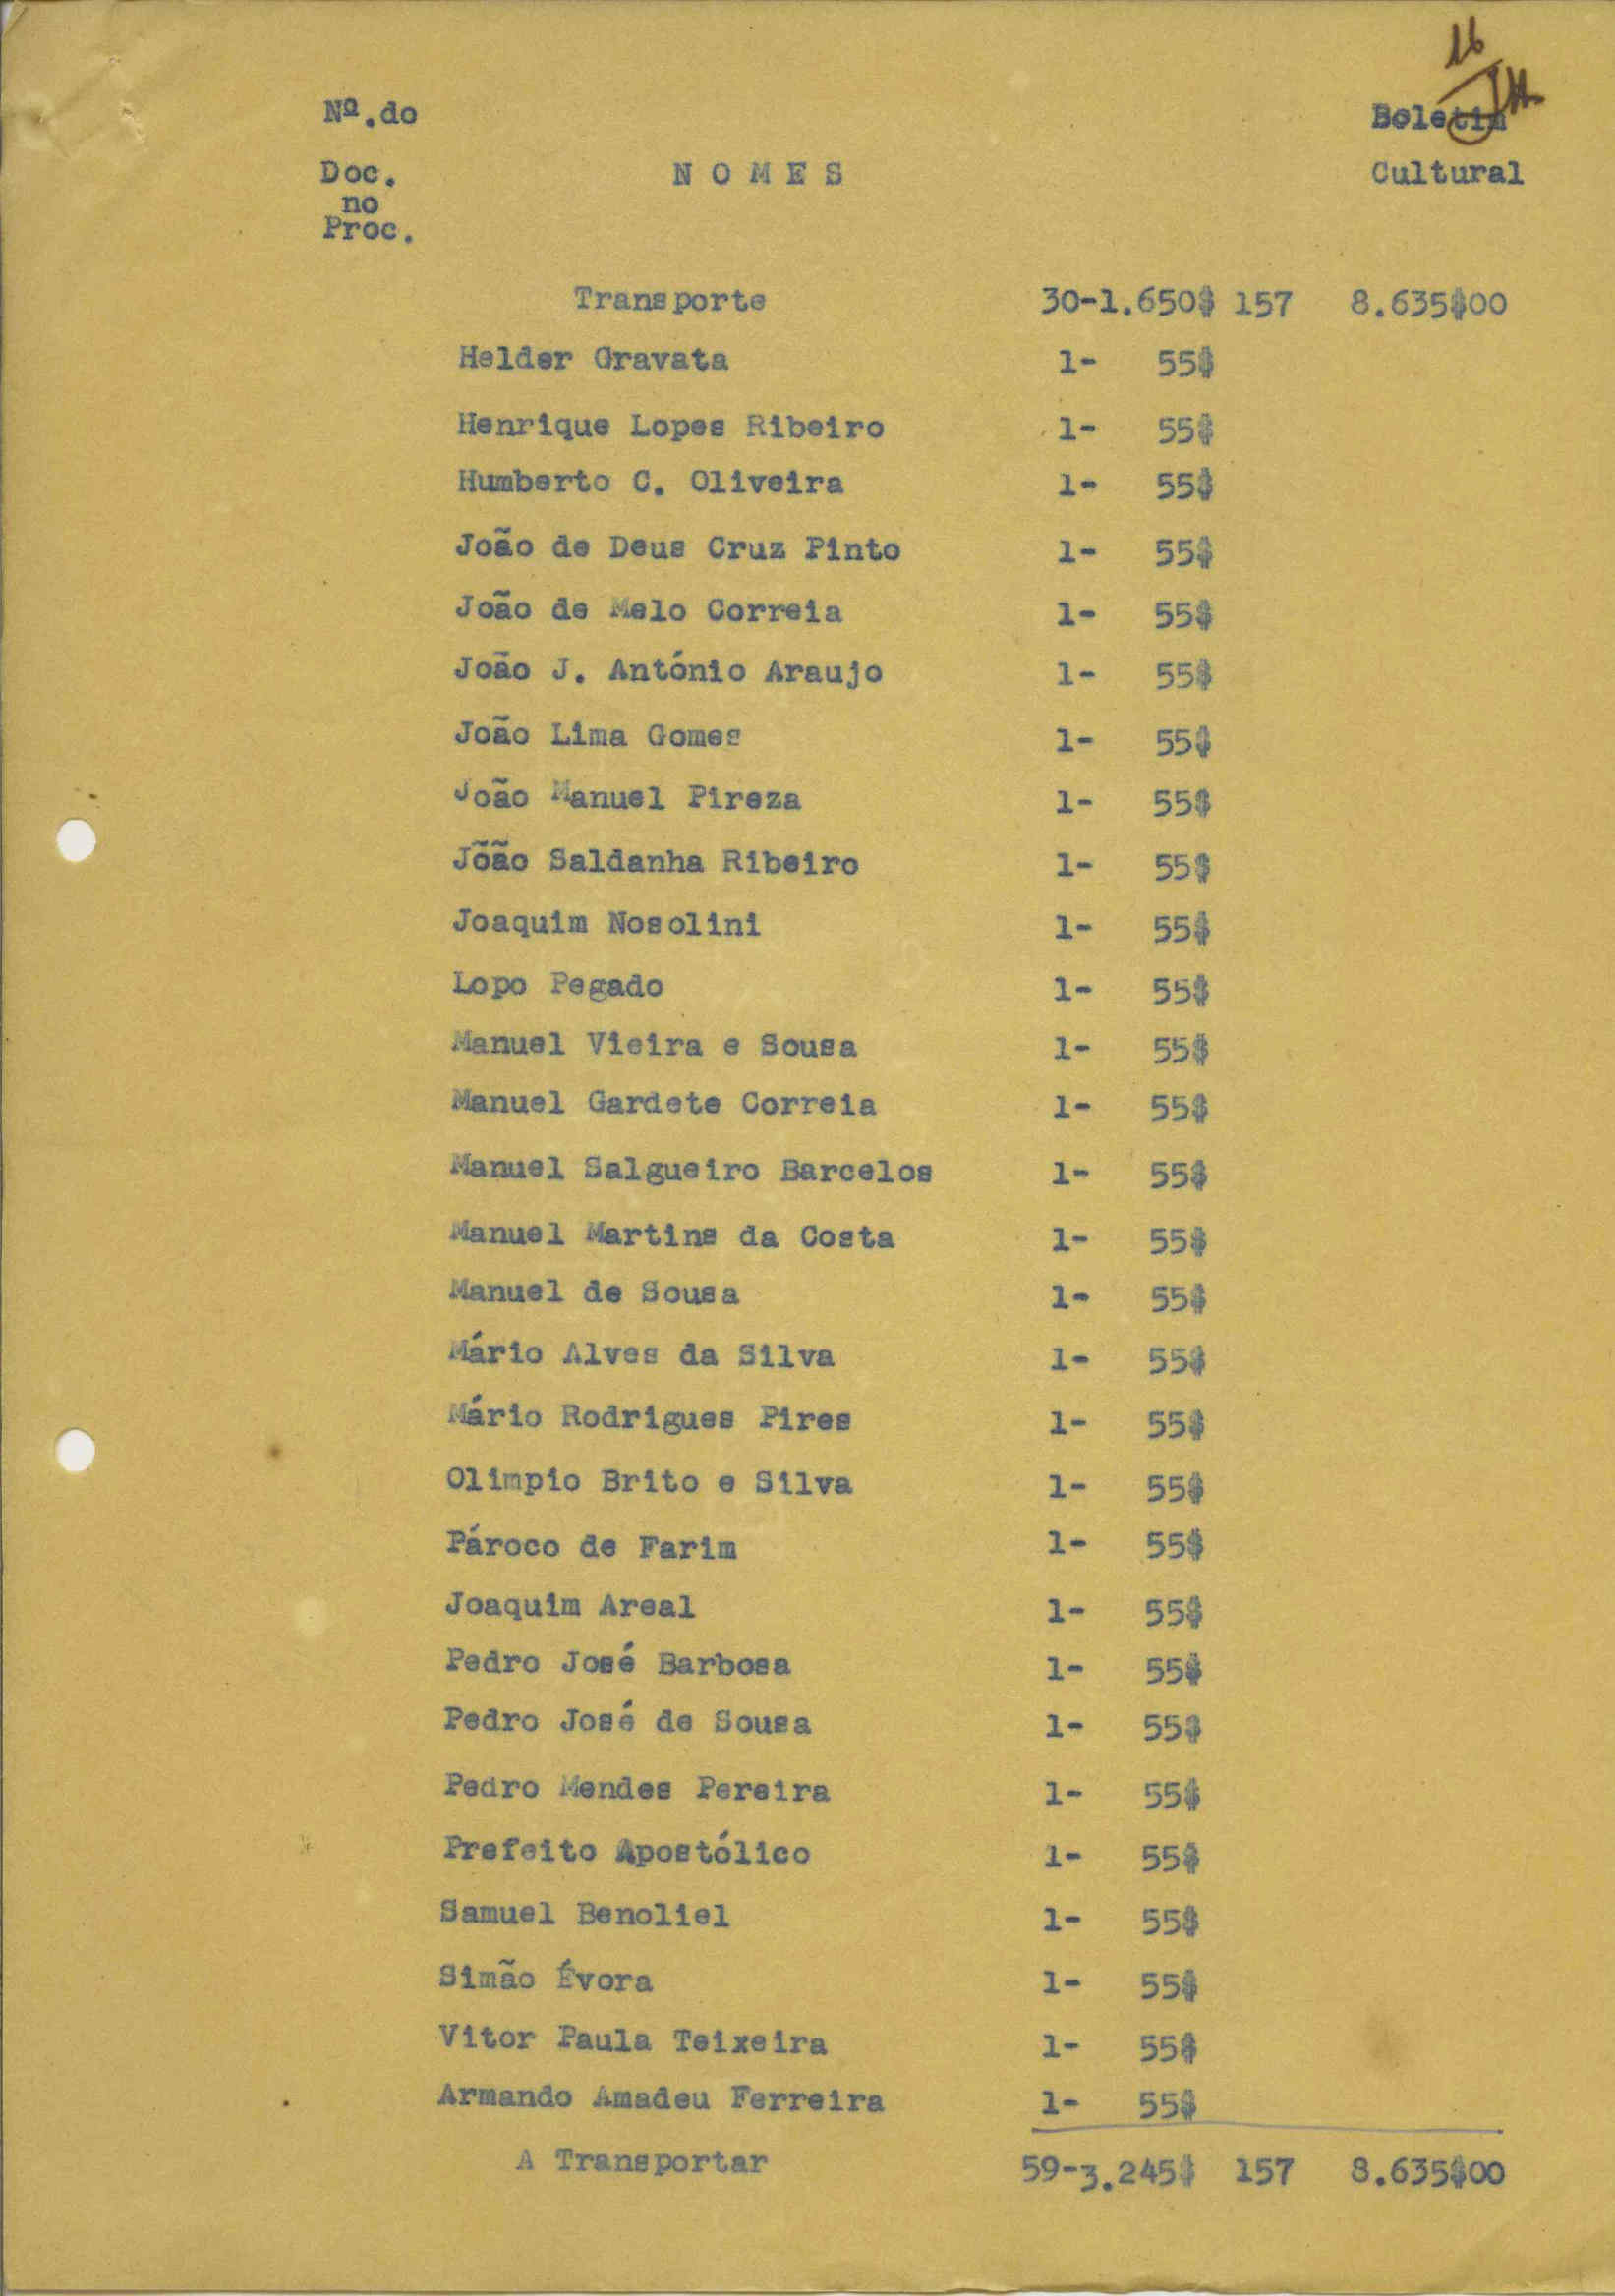 16
Nº.do Boletim
Doc. N O M E S Cultural
no
Proc.
Transporte 30-1.650$ 157 8.635$00
Helder Gravata 1- 55$
Henrique Lopes Ribeiro 1- 55$
Humberto C. Oliveira 1- 55$
João de Deus Cruz Pinto 1- 55$
João de Melo Correia 1- 55$
João J. António Araujo 1- 55$
João Lima Gomes 1- 55$
João Manuel Pireza 1- 55$
Jõão Saldanha Ribeiro 1- 55$
Joaquim Nosolini 1- 55$
Lopo Pegado 1- 55$
Manuel Vieira e Sousa 1- 55$
Manuel Gardete Correia 1- 55$
Manuel Salgueiro Barcelos 1- 55$
Manuel Martins da Costa 1- 55$
Manuel de Sousa 1- 55$
Mário Alves da Silva 1- 55$
Mário Rodrigues Pires 1- 55$
Olimpio Brito e Silva 1- 55$
Pároco de Farim 1- 55$
Joaquim Areal 1- 55$
Pedro José Barbosa 1- 55$
Pedro José de Sousa 1- 55$
Pedro Mendes Pereira 1- 55$
Prefeito Apostólico 1- 55$
Samuel Benoliel 1- 55$
Simão Évora 1- 55$
Vitor Paula Teixeira 1- 55$
Armando Amadeu Ferreira 1- 55$
A Transportar 59-3.245$ 157 8.635$00